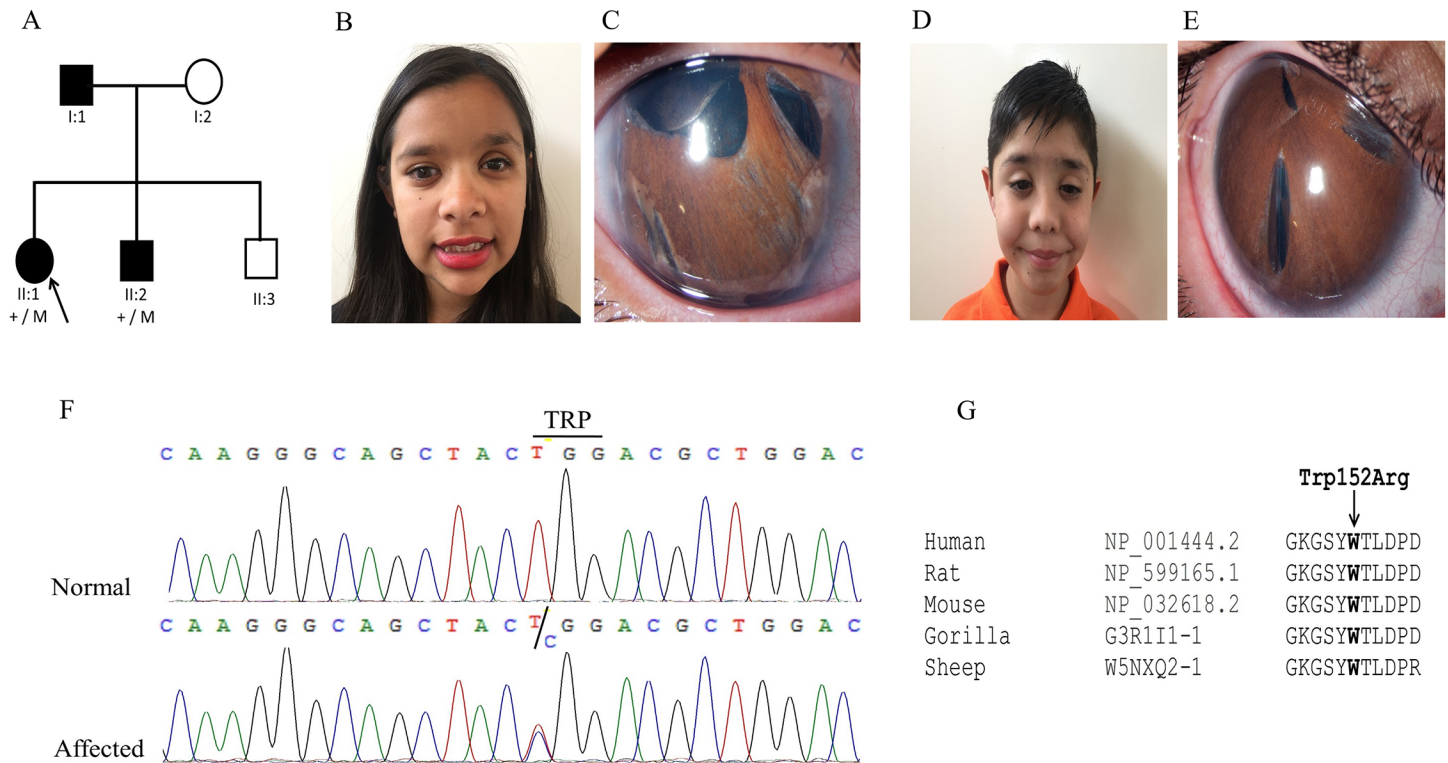 A
B
C
D
E
I:1
I:2
II:1
+ / M
II:2
+ / M
II:3
F
G
TRP
C A A G G G C A G C T A C T G G A C G C T G G A C
Normal
C A A G G G C A G C T A C T/C G G A C G C T G G A C
Affected
Trp152Arg
Human NP_001444.2 GKGSYWTLDPD
Rat NP_599165.1 GKGSYWTLDPD
Mouse NP_032618.2 GKGSYWTLDPD
Gorilla G3R1I1-1 GKGSYWTLDPD
Sheep W5NXQ2-1 GKGSYWTLDPR